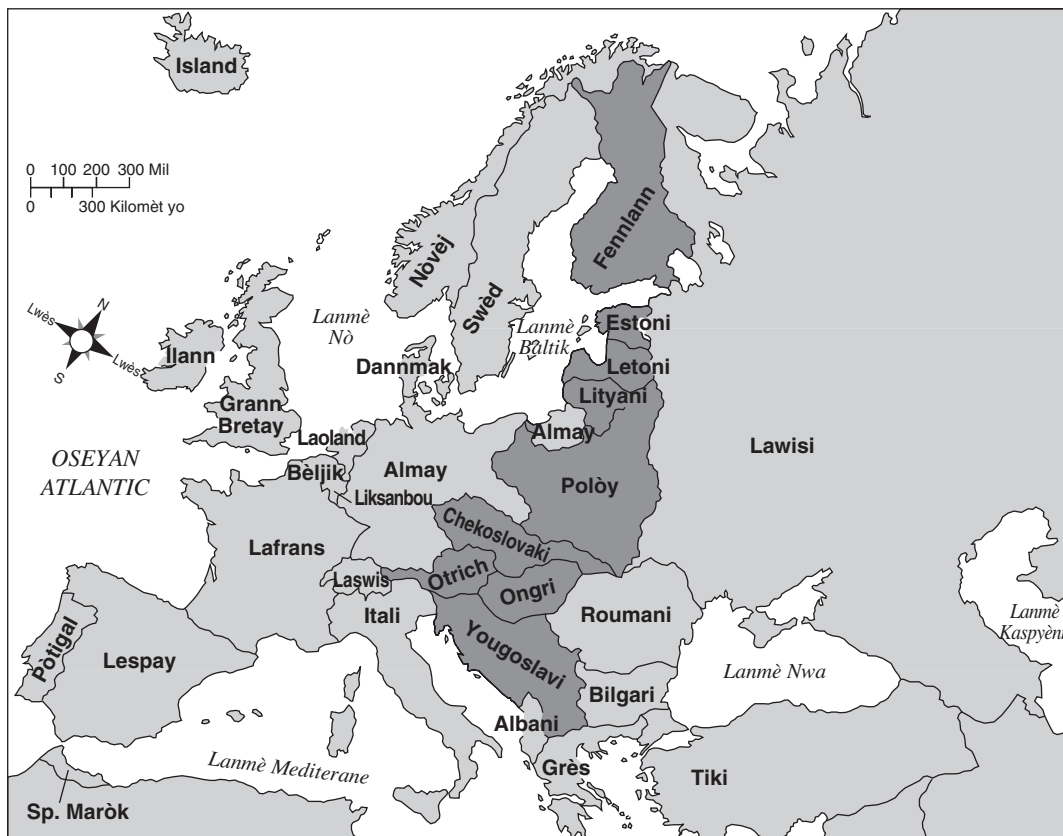 Island
0 100 200 300 Mil
0 300 Kilomèt yo
Fennlann
Nòvèj
Swèd
Lanmè
Nò
Lanmè
Baltik
Estoni
Letoni
Lityani
Lwès
N
Lwès
S
Ilann
Dannmak
Grann
Bretay
Laoland
Almay
Almay
Lawisi
OSEYAN
ATLANTIC
Bèljik
Liksanbou
Polòy
Chekoslovaki
Lafrans
Laswis
Otrich
Ongri
Itali
Roumani
Lanmè
Kaspyèn
Pòtigal
Lespay
Yougoslavi
Lanmè Nwa
Bilgari
Albani
Lanmè Mediterane
Grès
Tiki
Sp. Maròk